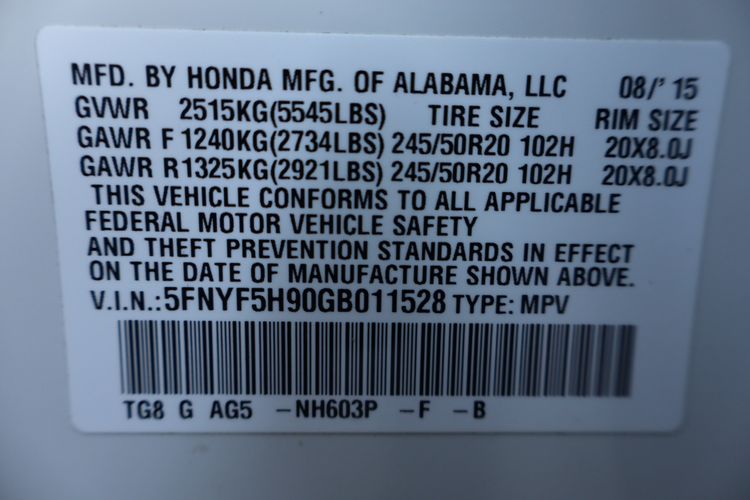 MFD. BY HONDA MFG. OF ALABAMA, LLC 08/' 15
GVWR 2515KG(5545LBS) TIRE SIZE RIM SIZE
GAWR F 1240KG(2734LBS) 245/50R20 102H 20X8.0J
GAWR R 1325KG(2921LBS) 245/50R20 102H 20X8.0J
THIS VEHICLE CONFORMS TO ALL APPLICABLE
FEDERAL MOTOR VEHICLE SAFETY
AND THEFT PREVENTION STANDARDS IN EFFECT
ON THE DATE OF MANUFACTURE SHOWN ABOVE.
V.I.N.:5FNYF5H90GB011528 TYPE: MPV
TG8 G AG5 -NH603P -F -B